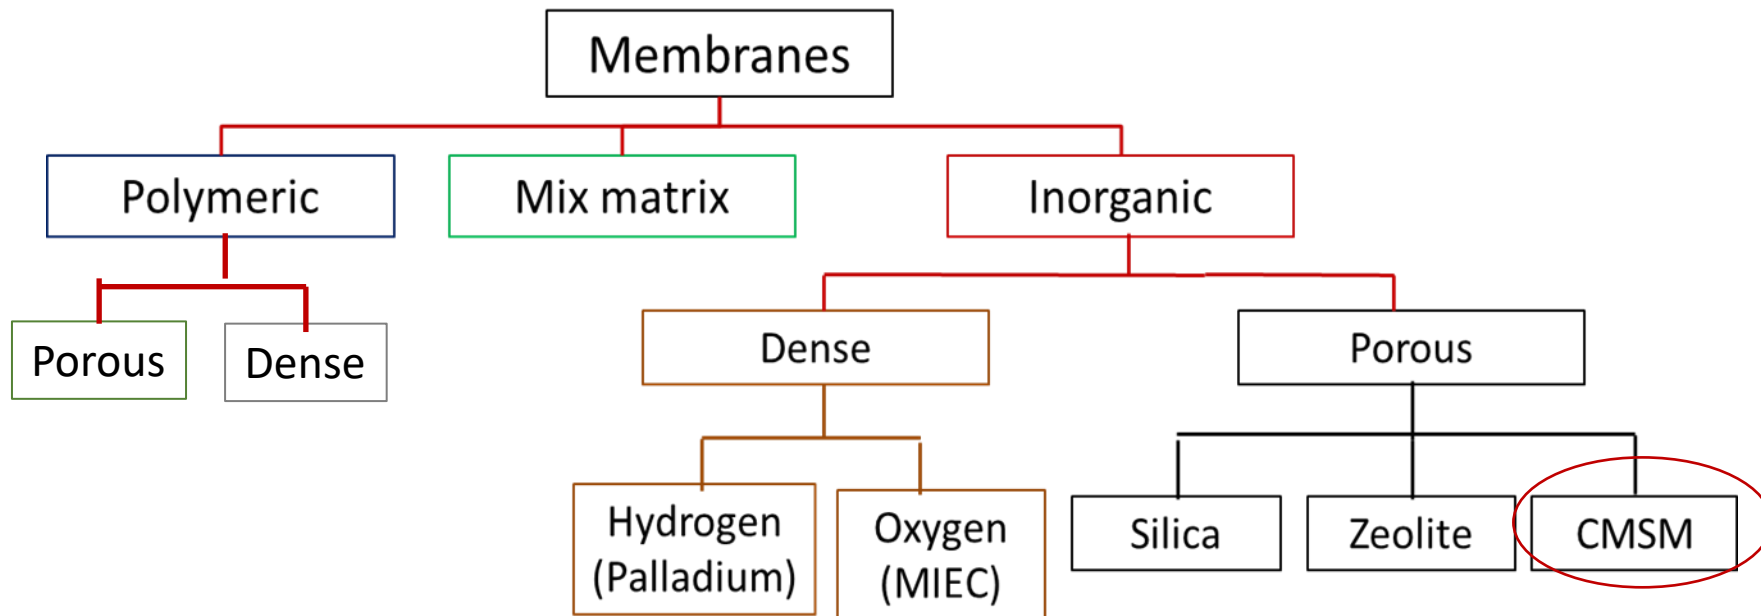 Membranes
Polymeric
Mix matrix
Inorganic
Porous
Dense
Dense
Porous
Hydrogen
(Palladium)
Oxygen
(MIEC)
Silica
Zeolite
CMSM